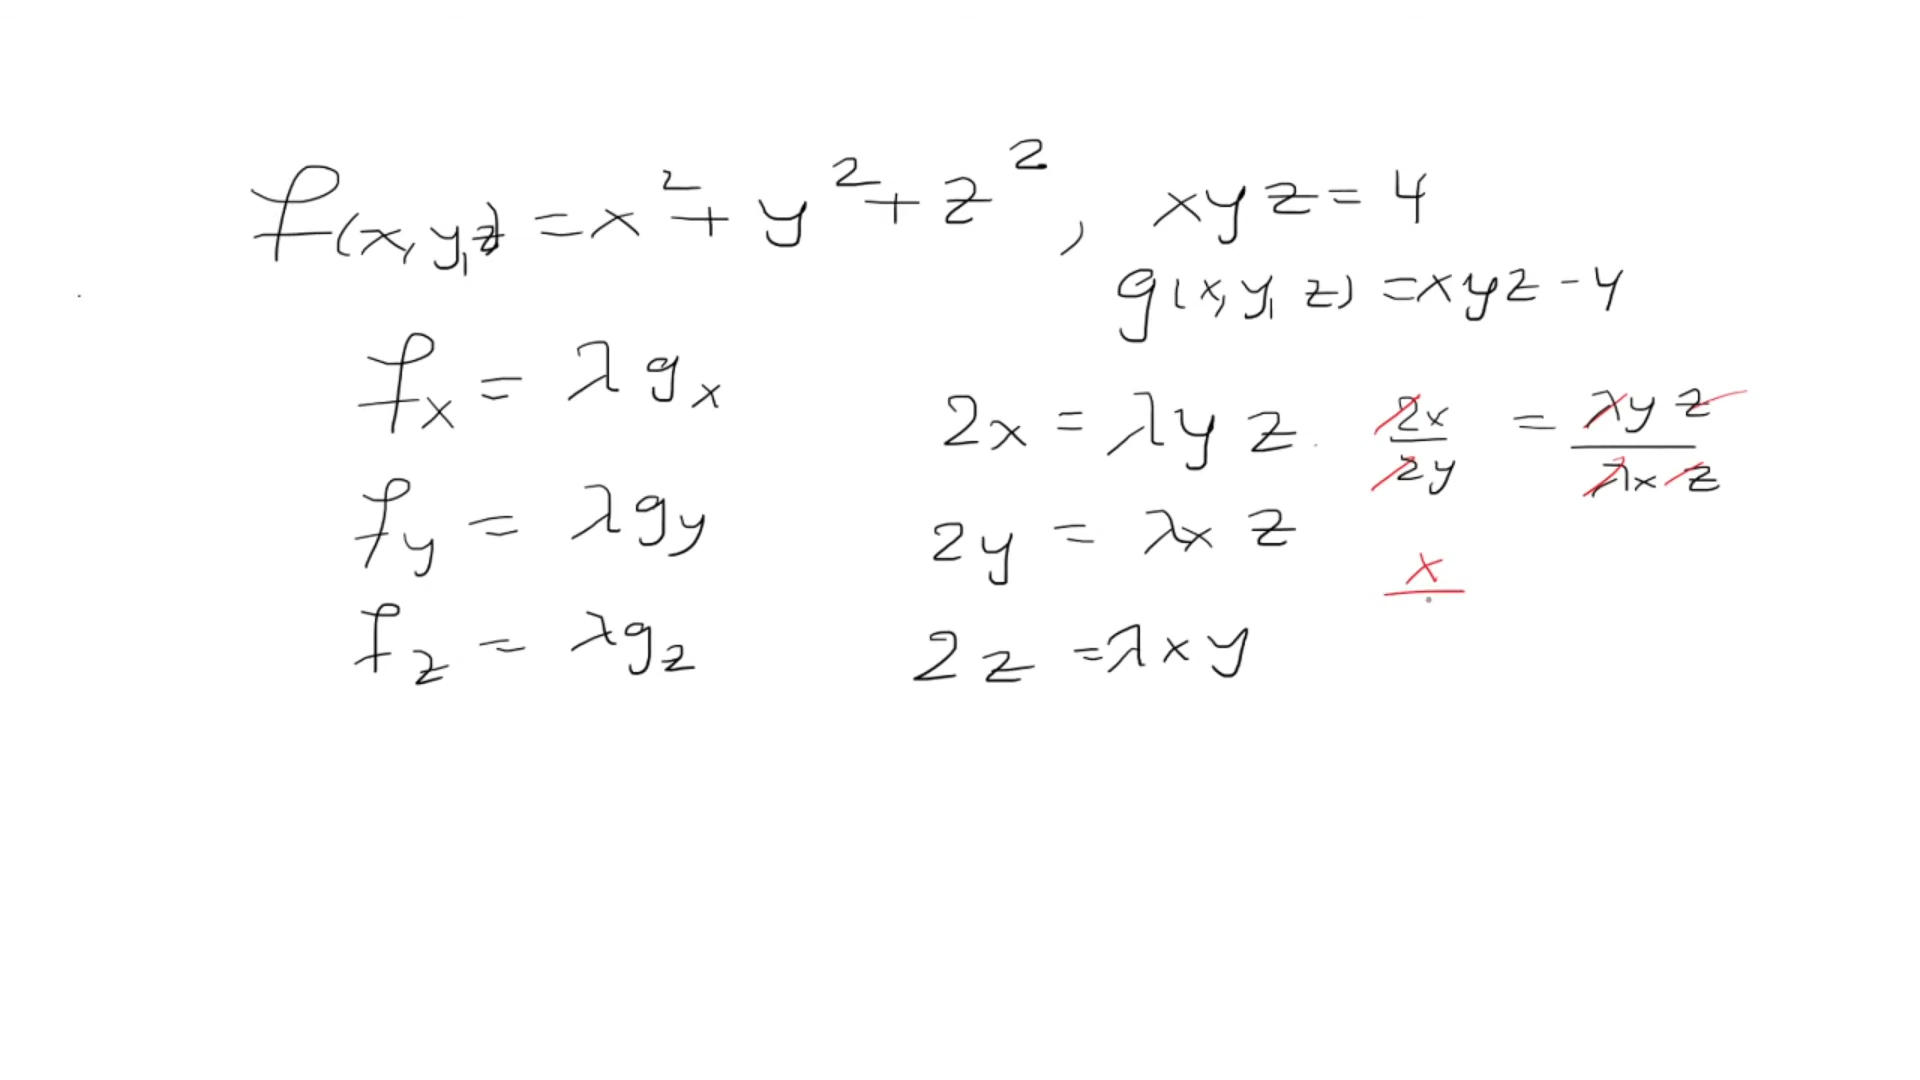 f(x,y,z) = x² + y² + z² , xyz = 4
g(x,y,z) = xyz - 4
fx = λgx
2x = λyz. 2x/2y = λyz/λxz
fy = λgy
2y = λxz
x
fz = λgz
2z = λxy